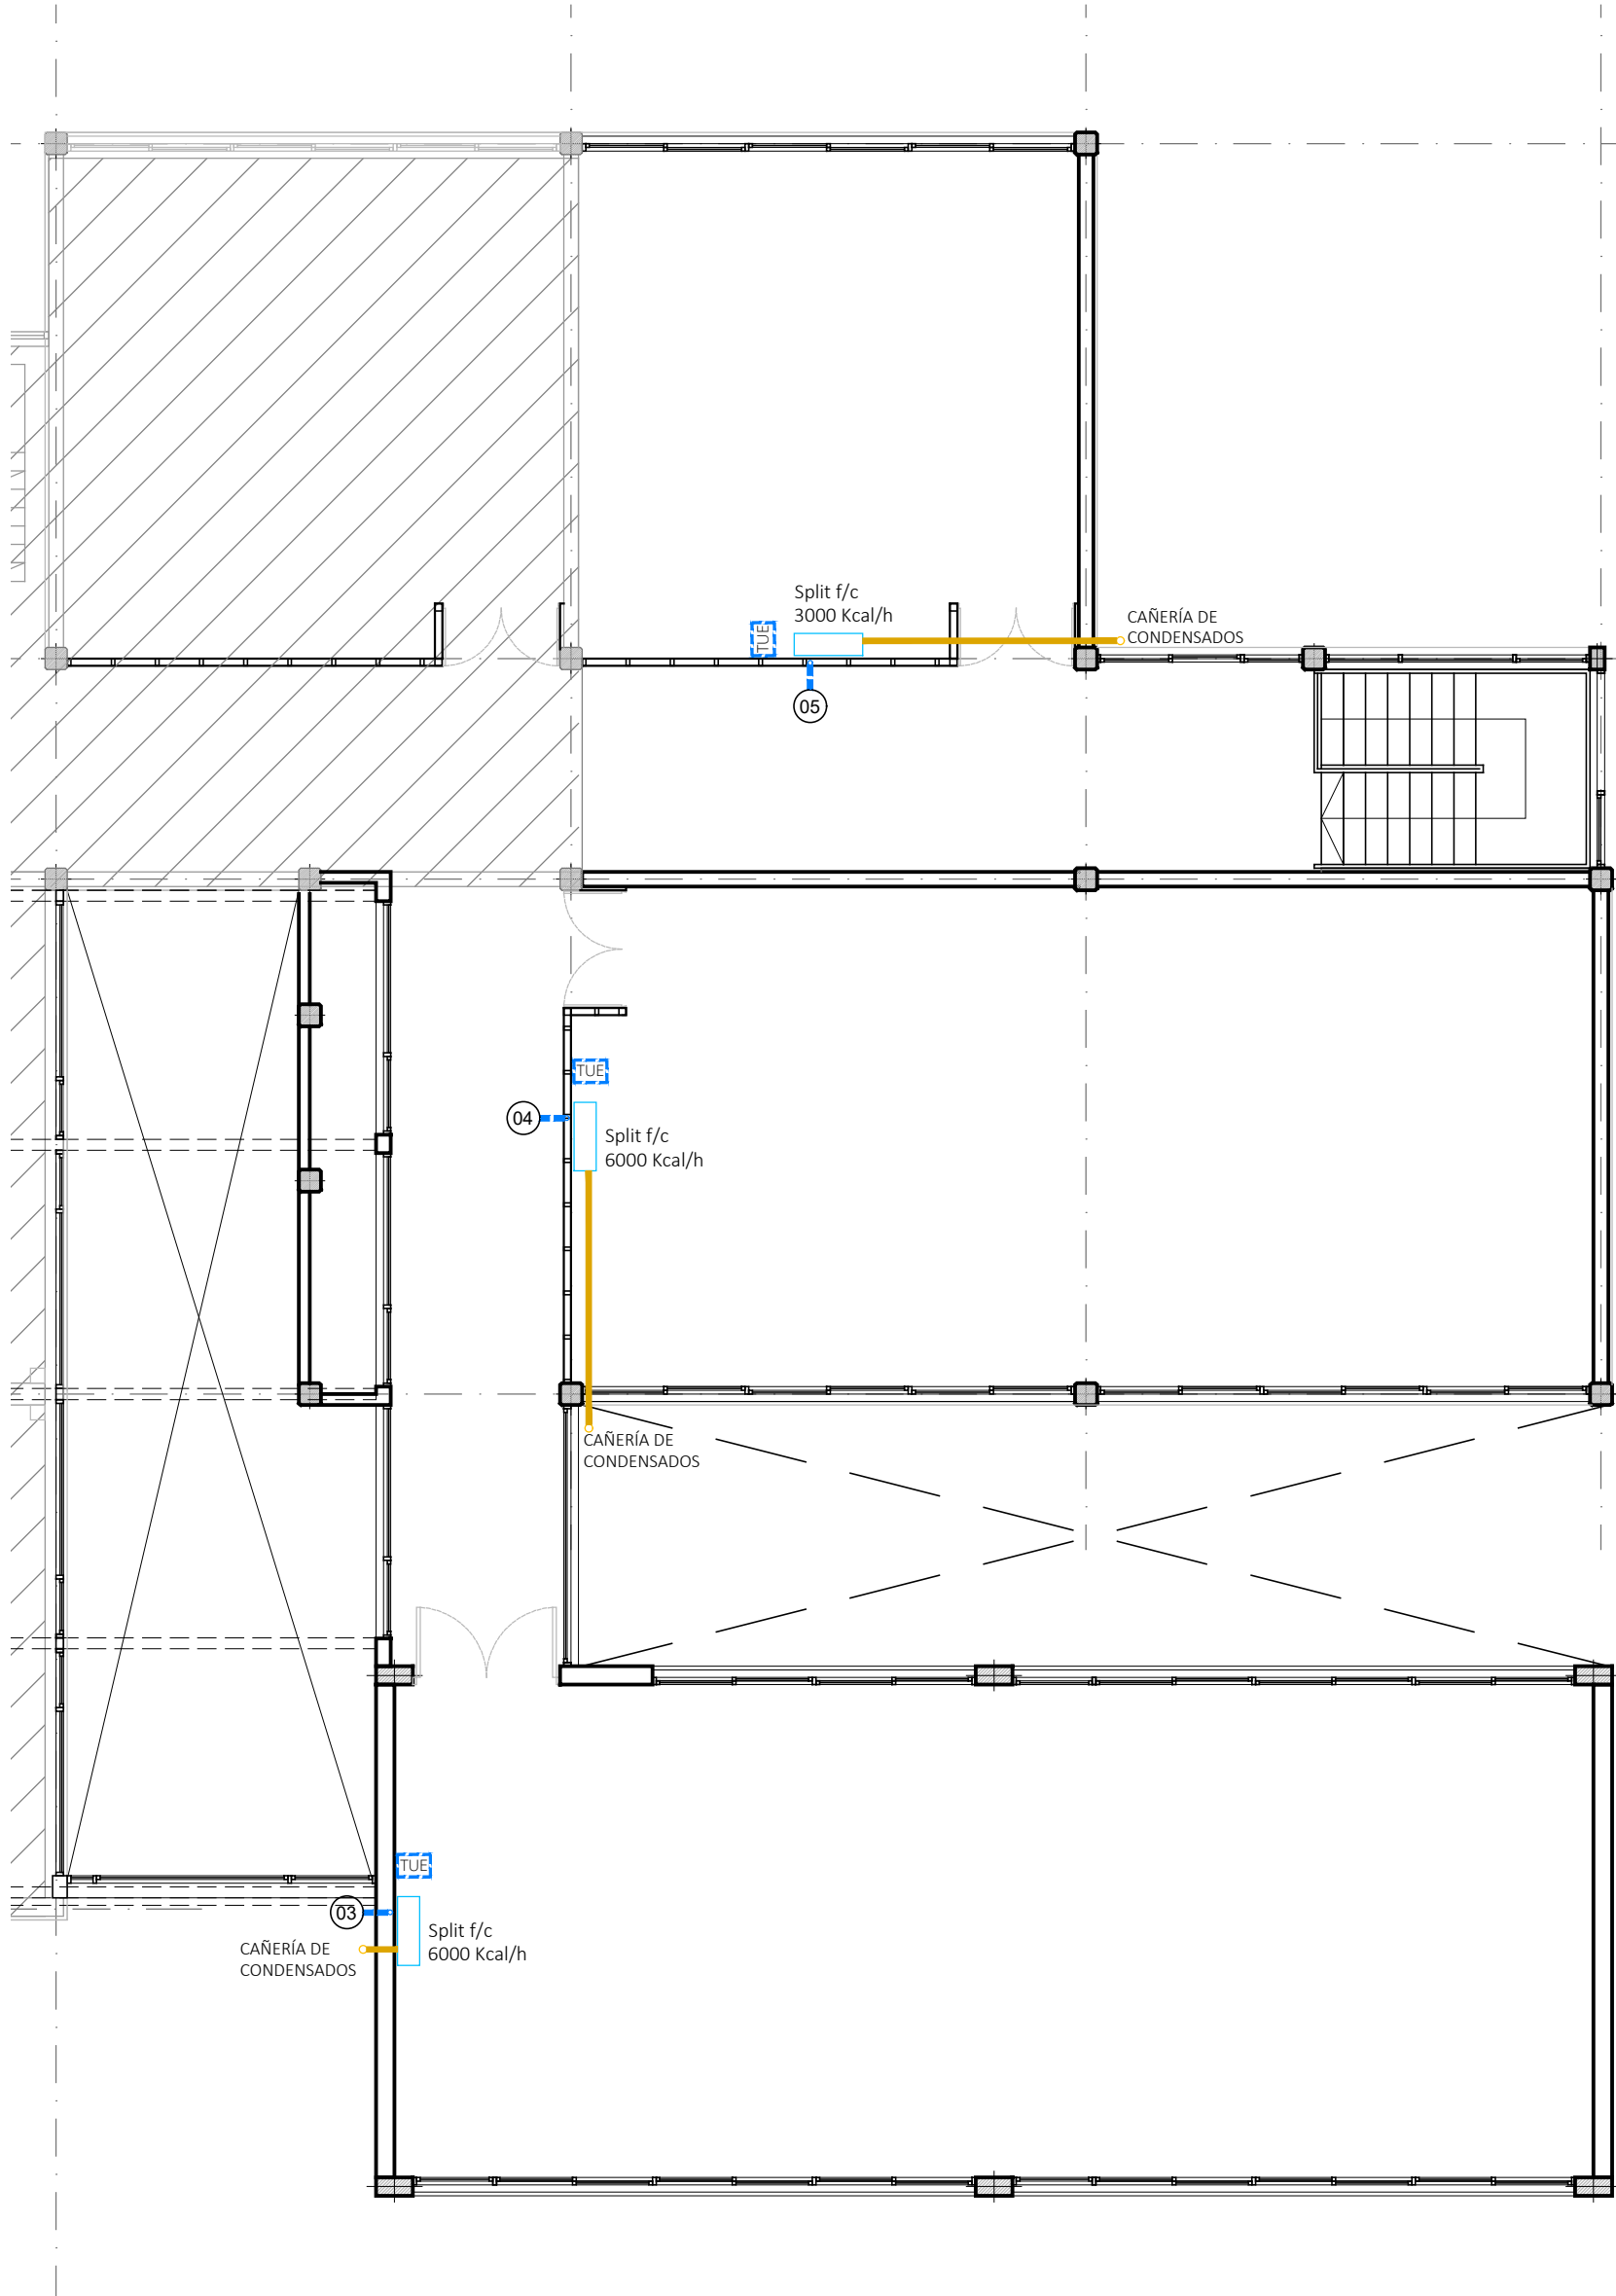 Split f/c
3000 Kcal/h
TUE
CAÑERÍA DE
CONDENSADOS
05
TUE
04
Split f/c
6000 Kcal/h
CAÑERÍA DE
CONDENSADOS
TUE
03
Split f/c
6000 Kcal/h
CAÑERÍA DE
CONDENSADOS